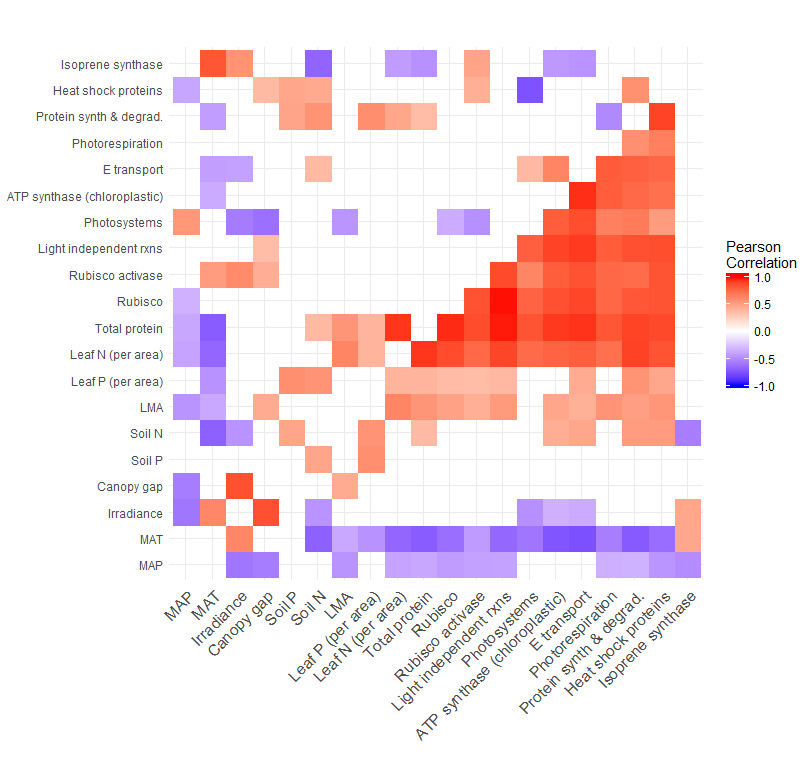 Isoprene synthase
Heat shock proteins
Protein synth & degrad.
Photorespiration
E transport
ATP synthase (chloroplastic)
Photosystems
Light independent rxns
Rubisco activase
Rubisco
Total protein
Leaf N (per area)
Leaf P (per area)
LMA
Soil N
Soil P
Canopy gap
Irradiance
MAT
MAP
MAP
MAT
Irradiance
Canopy gap
Soil P
Soil N
LMA
Leaf P (per area)
Leaf N (per area)
Total protein
Rubisco
Rubisco activase
Light independent rxns
Photosystems
ATP synthase (chloroplastic)
E transport
Photorespiration
Protein synth & degrad.
Heat shock proteins
Isoprene synthase
Pearson
Correlation
1.0
0.5
0.0
-0.5
-1.0